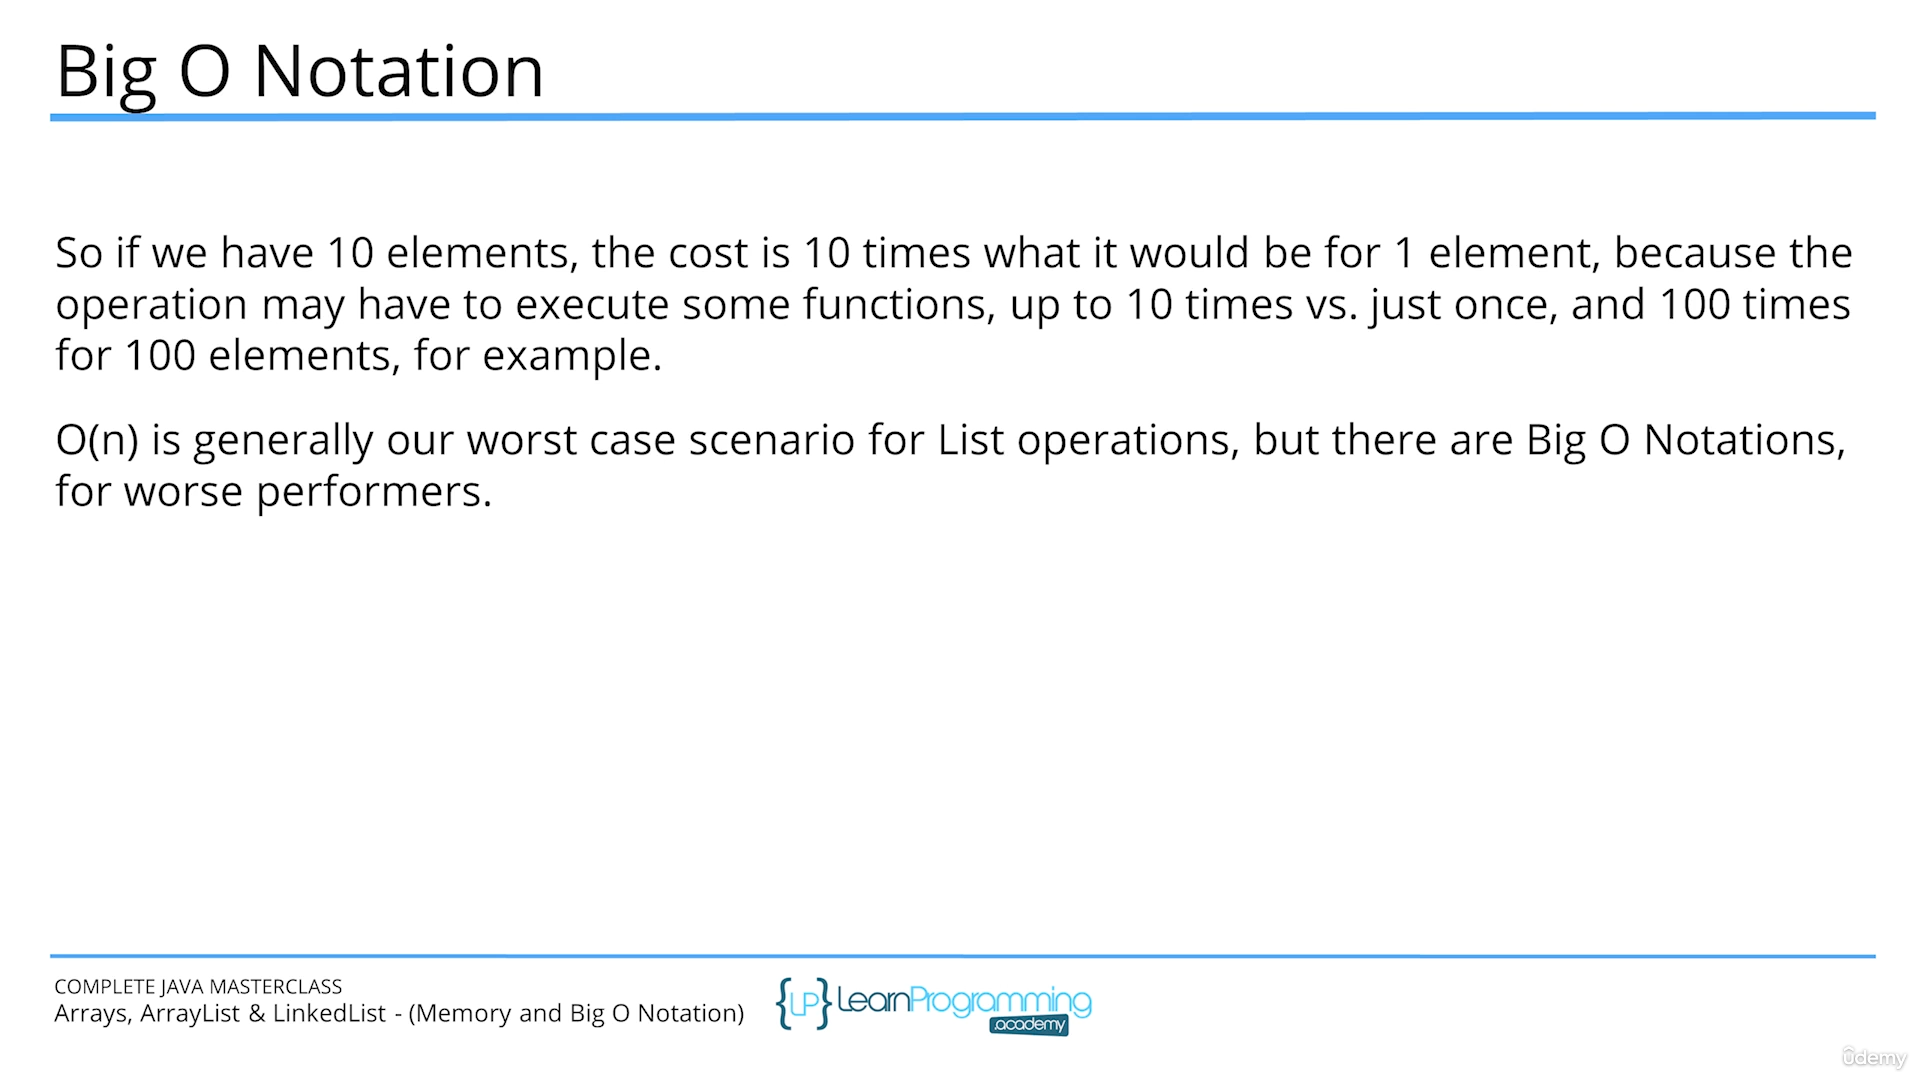 Big O Notation
So if we have 10 elements, the cost is 10 times what it would be for 1 element, because the
operation may have to execute some functions, up to 10 times vs. just once, and 100 times
for 100 elements, for example.
O(n) is generally our worst case scenario for List operations, but there are Big O Notations,
for worse performers.
COMPLETE JAVA MASTERCLASS
Arrays, ArrayList & LinkedList - (Memory and Big O Notation)
{LP} LearnProgramming
.academy
ûdemy